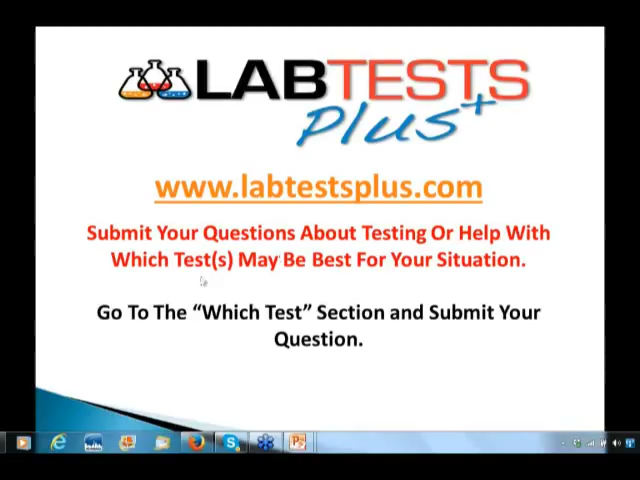 LABTESTS
plus+
www.labtestsplus.com
Submit Your Questions About Testing Or Help With
Which Test(s) May Be Best For Your Situation.
Go To The “Which Test” Section and Submit Your
Question.